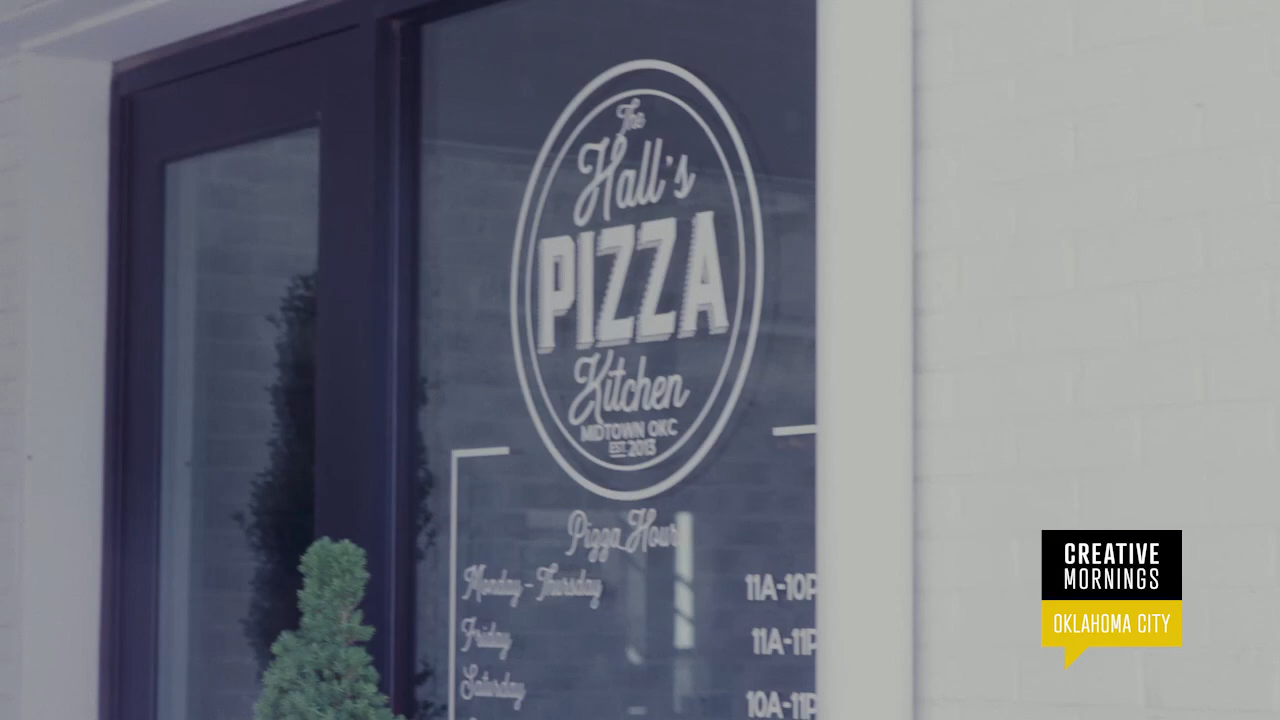 The
Hall's
PIZZA
Kitchen
MIDTOWN OKC
EST. 2013
Pizza Hour
Monday - Thursday 11A-10P
Friday 11A-11P
Saturday 10A-11P
CREATIVE
MORNINGS
OKLAHOMA CITY